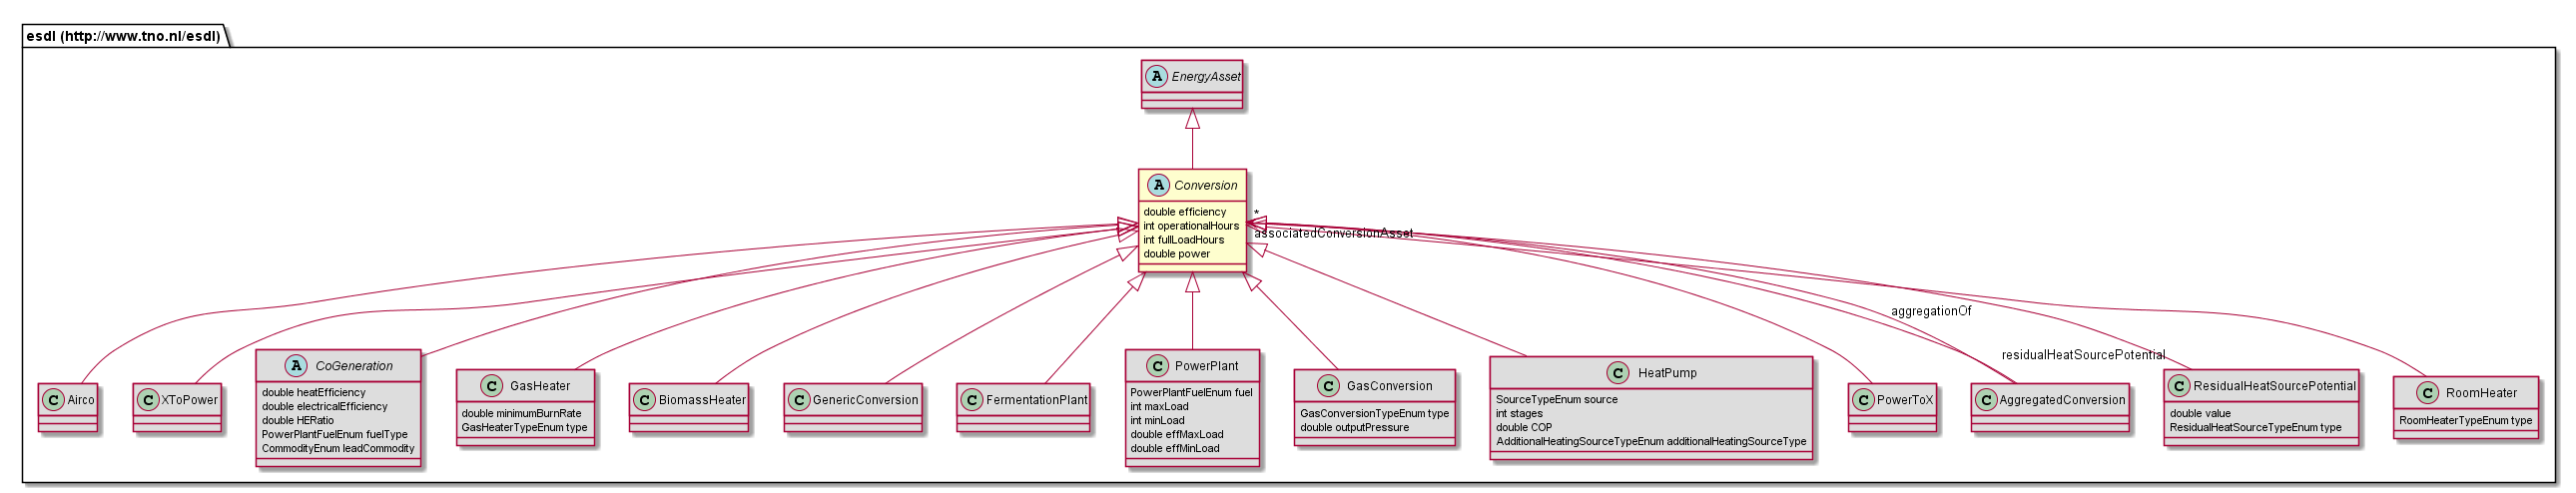 esdl (http://www.tno.nl/esdl)
A EnergyAsset
A Conversion
double efficiency
int operationalHours
int fullLoadHours
double power
*
associatedConversionAsset
aggregationOf
residualHeatSourcePotential
C Airco
C XToPower
A CoGeneration
double heatEfficiency
double electricalEfficiency
double HERatio
PowerPlantFuelEnum fuelType
CommodityEnum leadCommodity
C GasHeater
double minimumBurnRate
GasHeaterTypeEnum type
C BiomassHeater
C GenericConversion
C FermentationPlant
C PowerPlant
PowerPlantFuelEnum fuel
int maxLoad
int minLoad
double effMaxLoad
double effMinLoad
C GasConversion
GasConversionTypeEnum type
double outputPressure
C HeatPump
SourceTypeEnum source
int stages
double COP
AdditionalHeatingSourceTypeEnum additionalHeatingSourceType
C PowerToX
C AggregatedConversion
C ResidualHeatSourcePotential
double value
ResidualHeatSourceTypeEnum type
C RoomHeater
RoomHeaterTypeEnum type